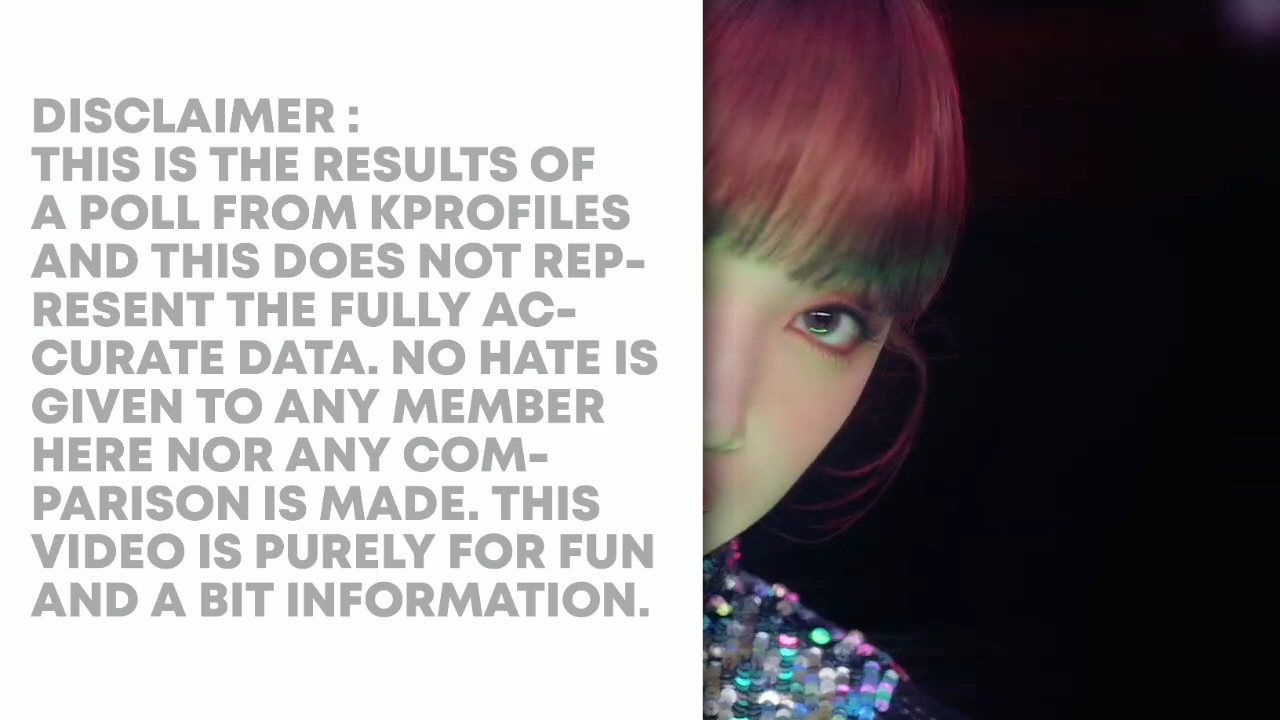 DISCLAIMER :
THIS IS THE RESULTS OF
A POLL FROM KPROFILES
AND THIS DOES NOT REP-
RESENT THE FULLY AC-
CURATE DATA. NO HATE IS
GIVEN TO ANY MEMBER
HERE NOR ANY COM-
PARISON IS MADE. THIS
VIDEO IS PURELY FOR FUN
AND A BIT INFORMATION.